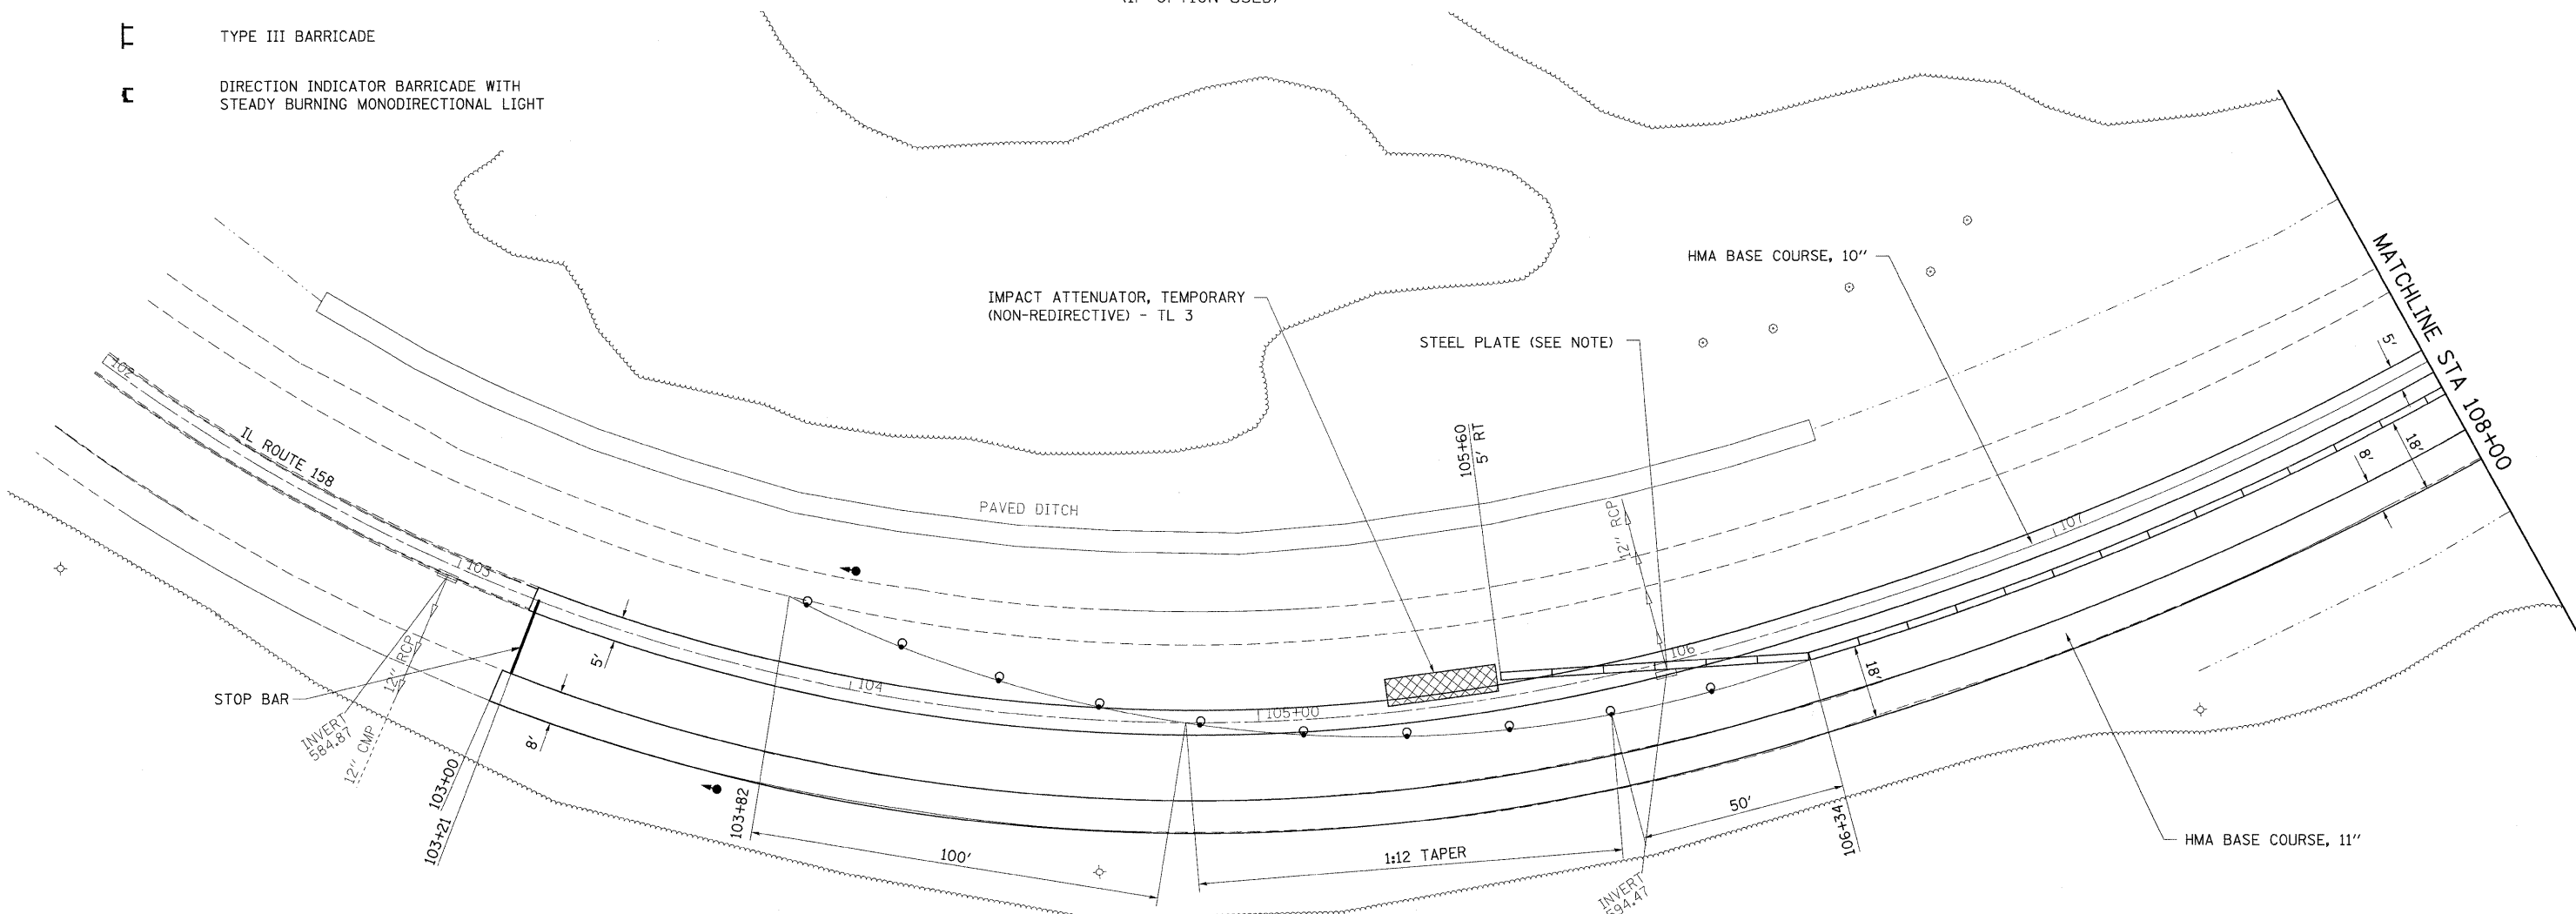 TYPE III BARRICADE
DIRECTION INDICATOR BARRICADE WITH
STEADY BURNING MONODIRECTIONAL LIGHT
HMA BASE COURSE, 10"
MATCHLINE STA 108+00
IMPACT ATTENUATOR, TEMPORARY
(NON-REDIRECTIVE) - TL 3
STEEL PLATE (SEE NOTE)
5'
102
IL ROUTE 158
105+60
5' RT
18'
8'
PAVED DITCH
12" RCP
107
103
106
5'
104
105+00
18'
STOP BAR
12" RCP
INVERT
584.87
12" CMP
8'
103+00
103+21
103+82
100'
1:12 TAPER
50'
106+34
HMA BASE COURSE, 11"
INVERT
594.47